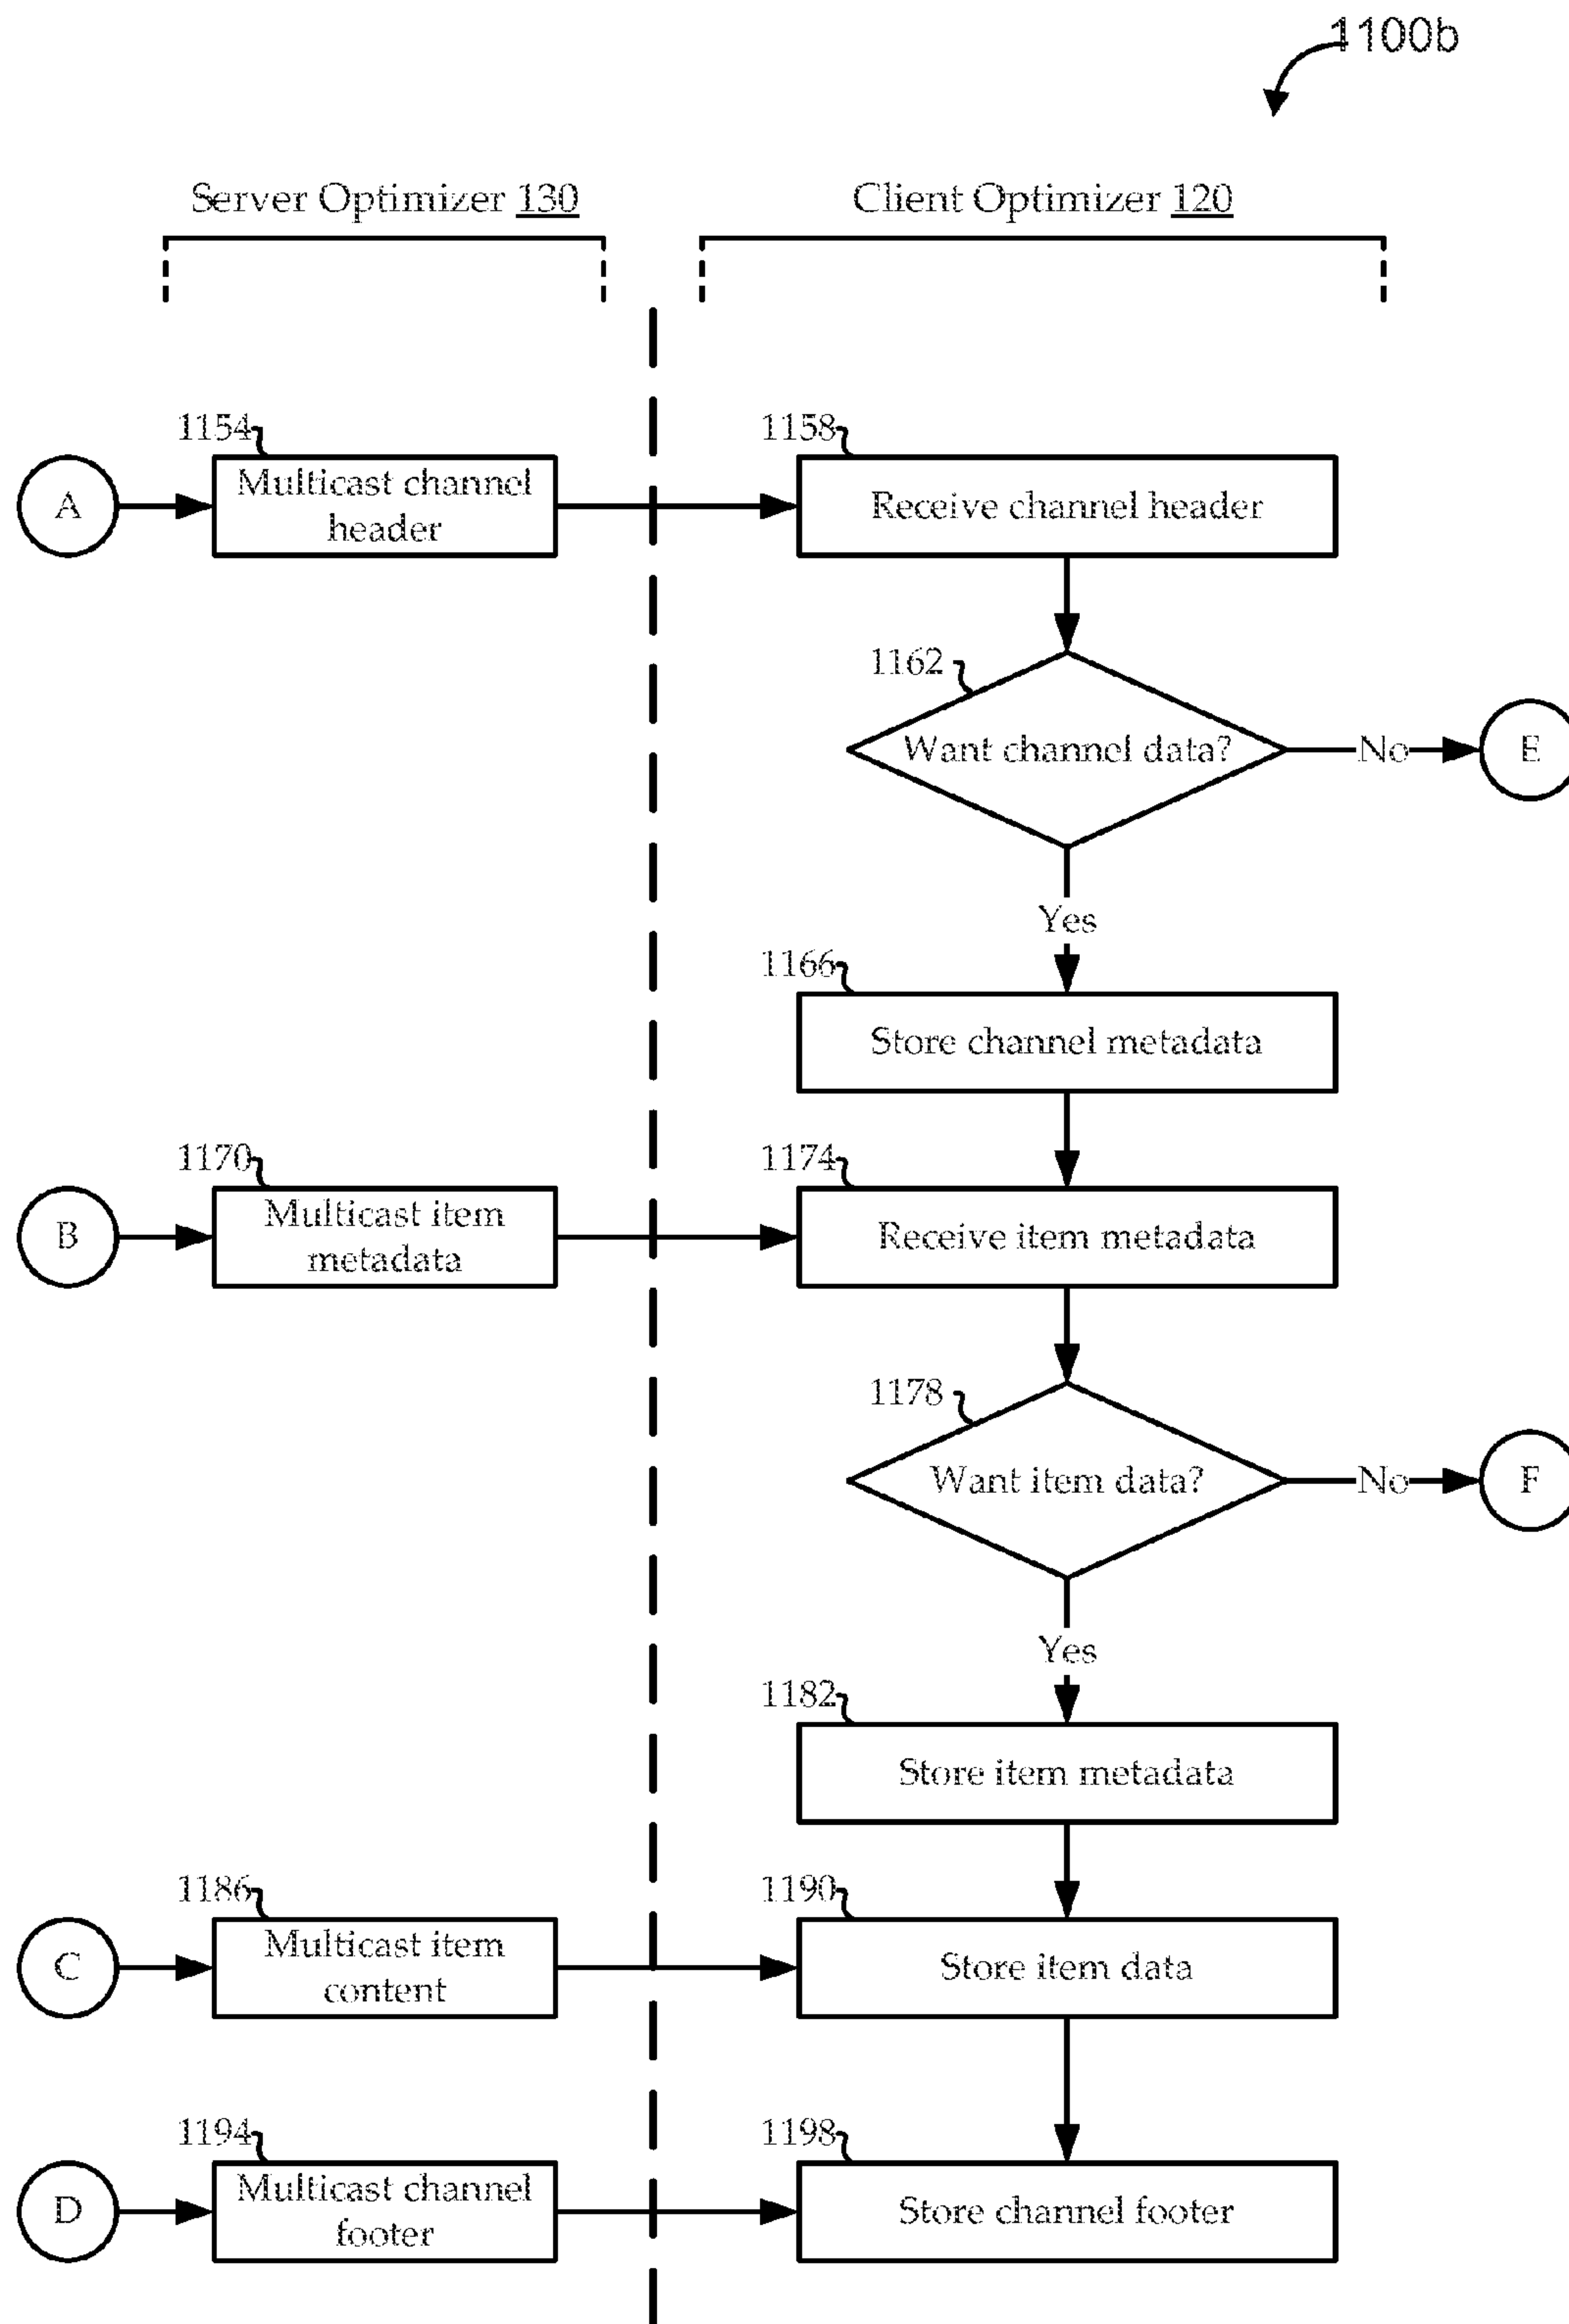 1100b
Server Optimizer 130
Client Optimizer 120
1154
1158
A
Multicast channel
header
Receive channel header
1162
Want channel data?
No
E
Yes
1166
Store channel metadata
1170
1174
B
Multicast item
metadata
Receive item metadata
1178
Want item data?
No
F
Yes
1182
Store item metadata
1186
1190
C
Multicast item
content
Store item data
1194
1198
D
Multicast channel
footer
Store channel footer